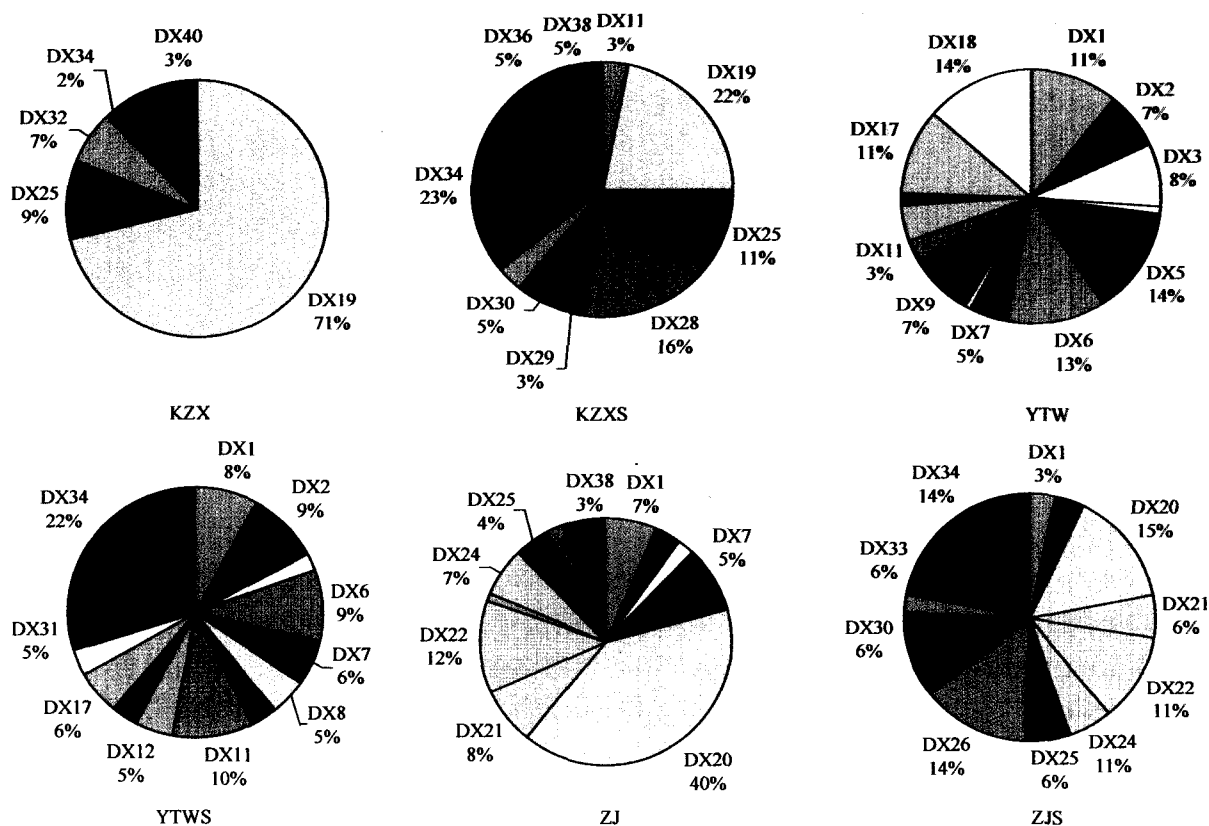 DX40
3%
DX34
2%
DX32
7%
DX25
9%
DX19
71%
KZX
DX36
5%
DX38
5%
DX11
3%
DX19
22%
DX34
23%
DX25
11%
DX30
5%
DX28
16%
DX29
3%
KZXS
DX18
14%
DX1
11%
DX2
7%
DX17
11%
DX3
8%
DX11
3%
DX5
14%
DX9
7%
DX7
5%
DX6
13%
YTW
DX1
8%
DX2
9%
DX34
22%
DX6
9%
DX31
5%
DX7
6%
DX17
6%
DX8
5%
DX12
5%
DX11
10%
YTWS
DX38
3%
DX1
7%
DX25
4%
DX7
5%
DX24
7%
DX22
12%
DX21
8%
DX20
40%
ZJ
DX1
3%
DX34
14%
DX20
15%
DX33
6%
DX21
6%
DX30
6%
DX22
11%
DX26
14%
DX25
6%
DX24
11%
ZJS